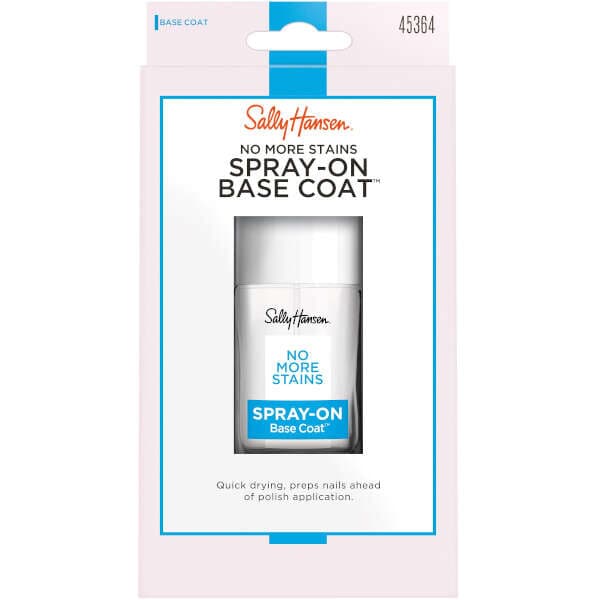 BASE COAT
45364
Sally Hansen.
NO MORE STAINS
SPRAY-ON
BASE COAT™
Sally Hansen.
NO
MORE
STAINS
SPRAY-ON
Base Coat™
Quick drying, preps nails ahead
of polish application.